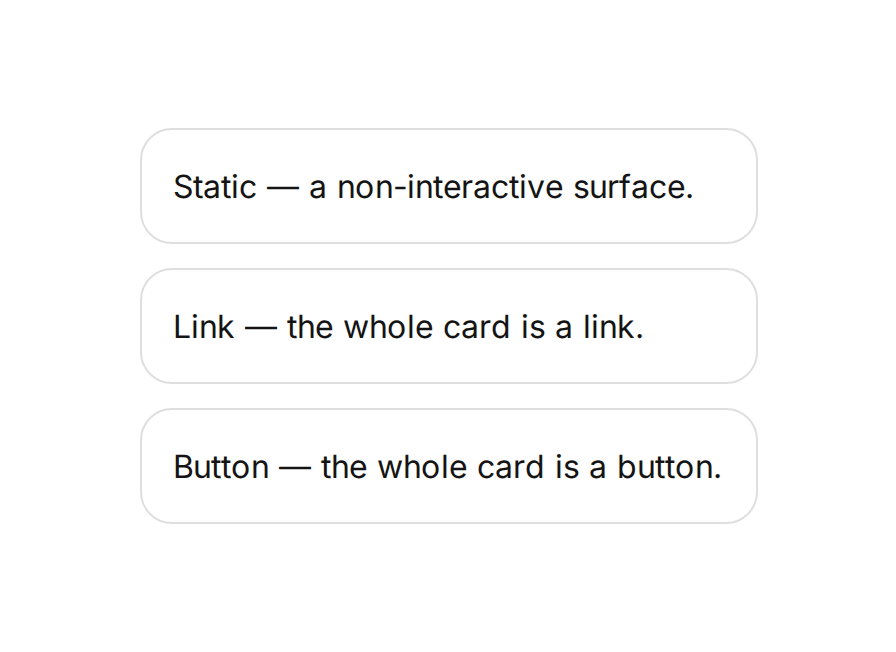 Static — a non-interactive surface.
Link — the whole card is a link.
Button — the whole card is a button.